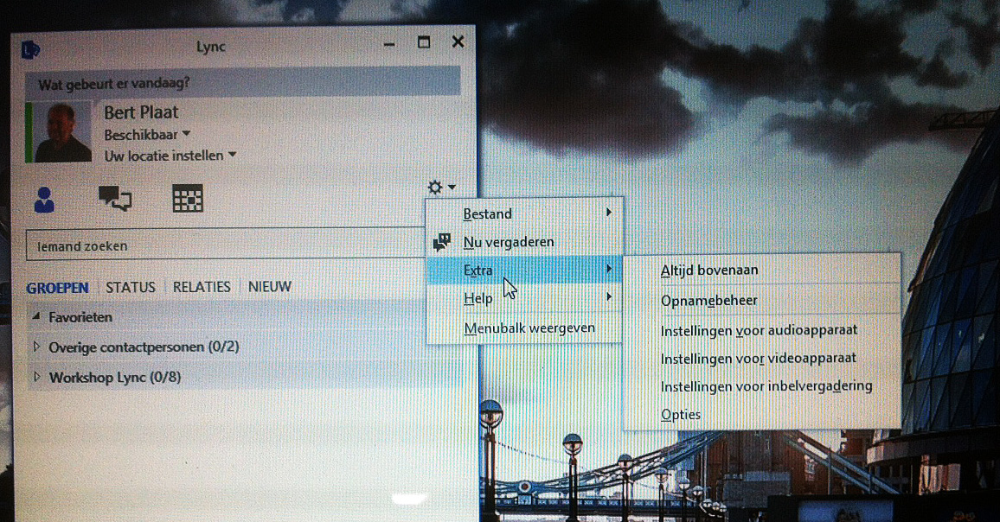 Lync
Wat gebeurt er vandaag?
Bert Plaat
Beschikbaar
Uw locatie instellen
Iemand zoeken
GROEPEN STATUS RELATIES NIEUW
Favorieten
Overige contactpersonen (0/2)
Workshop Lync (0/8)
Bestand
Nu vergaderen
Extra
Help
Menubalk weergeven
Altijd bovenaan
Opnamebeheer
Instellingen voor audioapparaat
Instellingen voor videoapparaat
Instellingen voor inbelvergadering
Opties